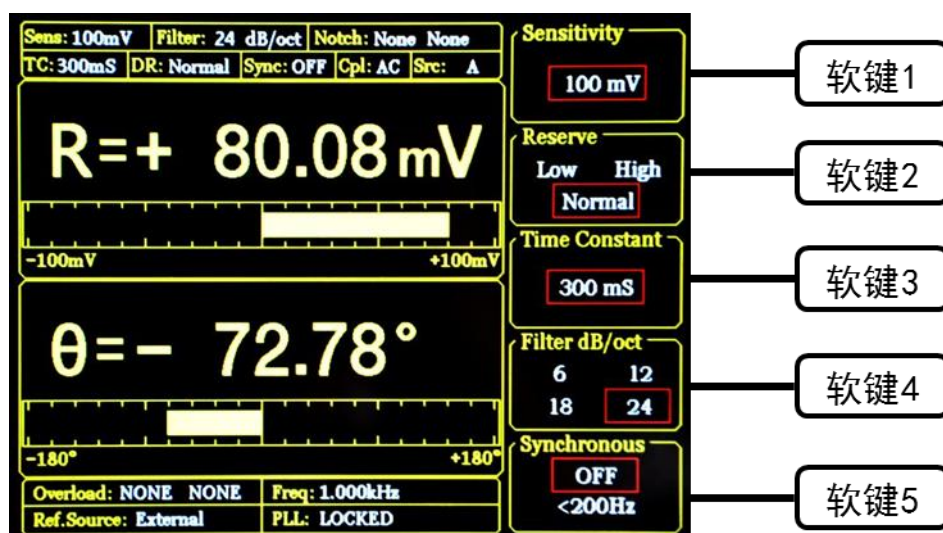 Sens: 100mV Filter: 24 dB/oct Notch: None None
TC: 300mS DR: Normal Sync: OFF Cpl: AC Src: A
R=+ 80.08 mV
-100mV +100mV
θ=- 72.78°
-180° +180°
Overload: NONE NONE Freq: 1.000kHz
Ref.Source: External PLL: LOCKED
Sensitivity
100 mV
Reserve
Low High
Normal
Time Constant
300 mS
Filter dB/oct
6 12
18 24
Synchronous
OFF
<200Hz
软键1
软键2
软键3
软键4
软键5